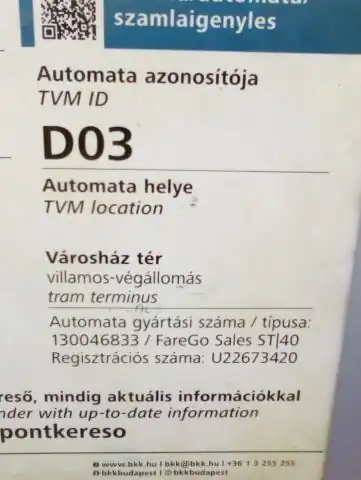 szamlaigenyles
Automata azonosítója
TVM ID
D03
Automata helye
TVM location
Városház tér
villamos-végállomás
tram terminus
Automata gyártási száma / típusa:
130046833 / FareGo Sales ST|40
Regisztrációs száma: U22673420
reső, mindig aktuális információkkal
nder with up-to-date information
pontkereso
www.bkk.hu | bkk@bkk.hu | +36 1 3 255 255
bkkbudapest | bkkbudapest